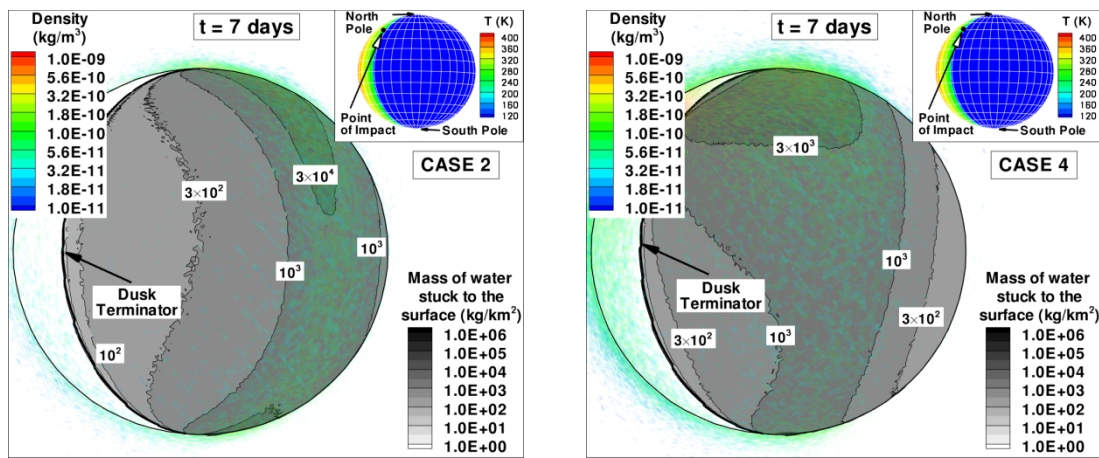 Density
(kg/m³)
1.0E-09
5.6E-10
3.2E-10
1.8E-10
1.0E-10
5.6E-11
3.2E-11
1.8E-11
1.0E-11
t = 7 days
North
Pole
Point
of Impact
South Pole
T (K)
400
360
320
280
240
200
160
120
CASE 2
3×10²
3×10⁴
10³
10³
10²
Dusk
Terminator
Mass of water
stuck to the
surface (kg/km²)
1.0E+06
1.0E+05
1.0E+04
1.0E+03
1.0E+02
1.0E+01
1.0E+00
Density
(kg/m³)
1.0E-09
5.6E-10
3.2E-10
1.8E-10
1.0E-10
5.6E-11
3.2E-11
1.8E-11
1.0E-11
t = 7 days
North
Pole
Point
of Impact
South Pole
T (K)
400
360
320
280
240
200
160
120
CASE 4
3×10³
10³
3×10²
10³
3×10²
Dusk
Terminator
Mass of water
stuck to the
surface (kg/km²)
1.0E+06
1.0E+05
1.0E+04
1.0E+03
1.0E+02
1.0E+01
1.0E+00